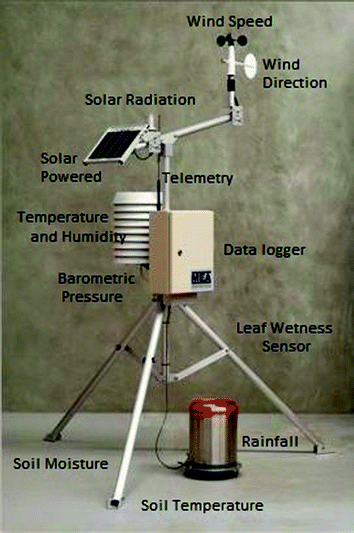 Wind Speed
Wind
Direction
Solar Radiation
Solar
Powered
Telemetry
Temperature
and Humidity
Data logger
Barometric
Pressure
MEA
Leaf Wetness
Sensor
Rainfall
Soil Moisture
Soil Temperature